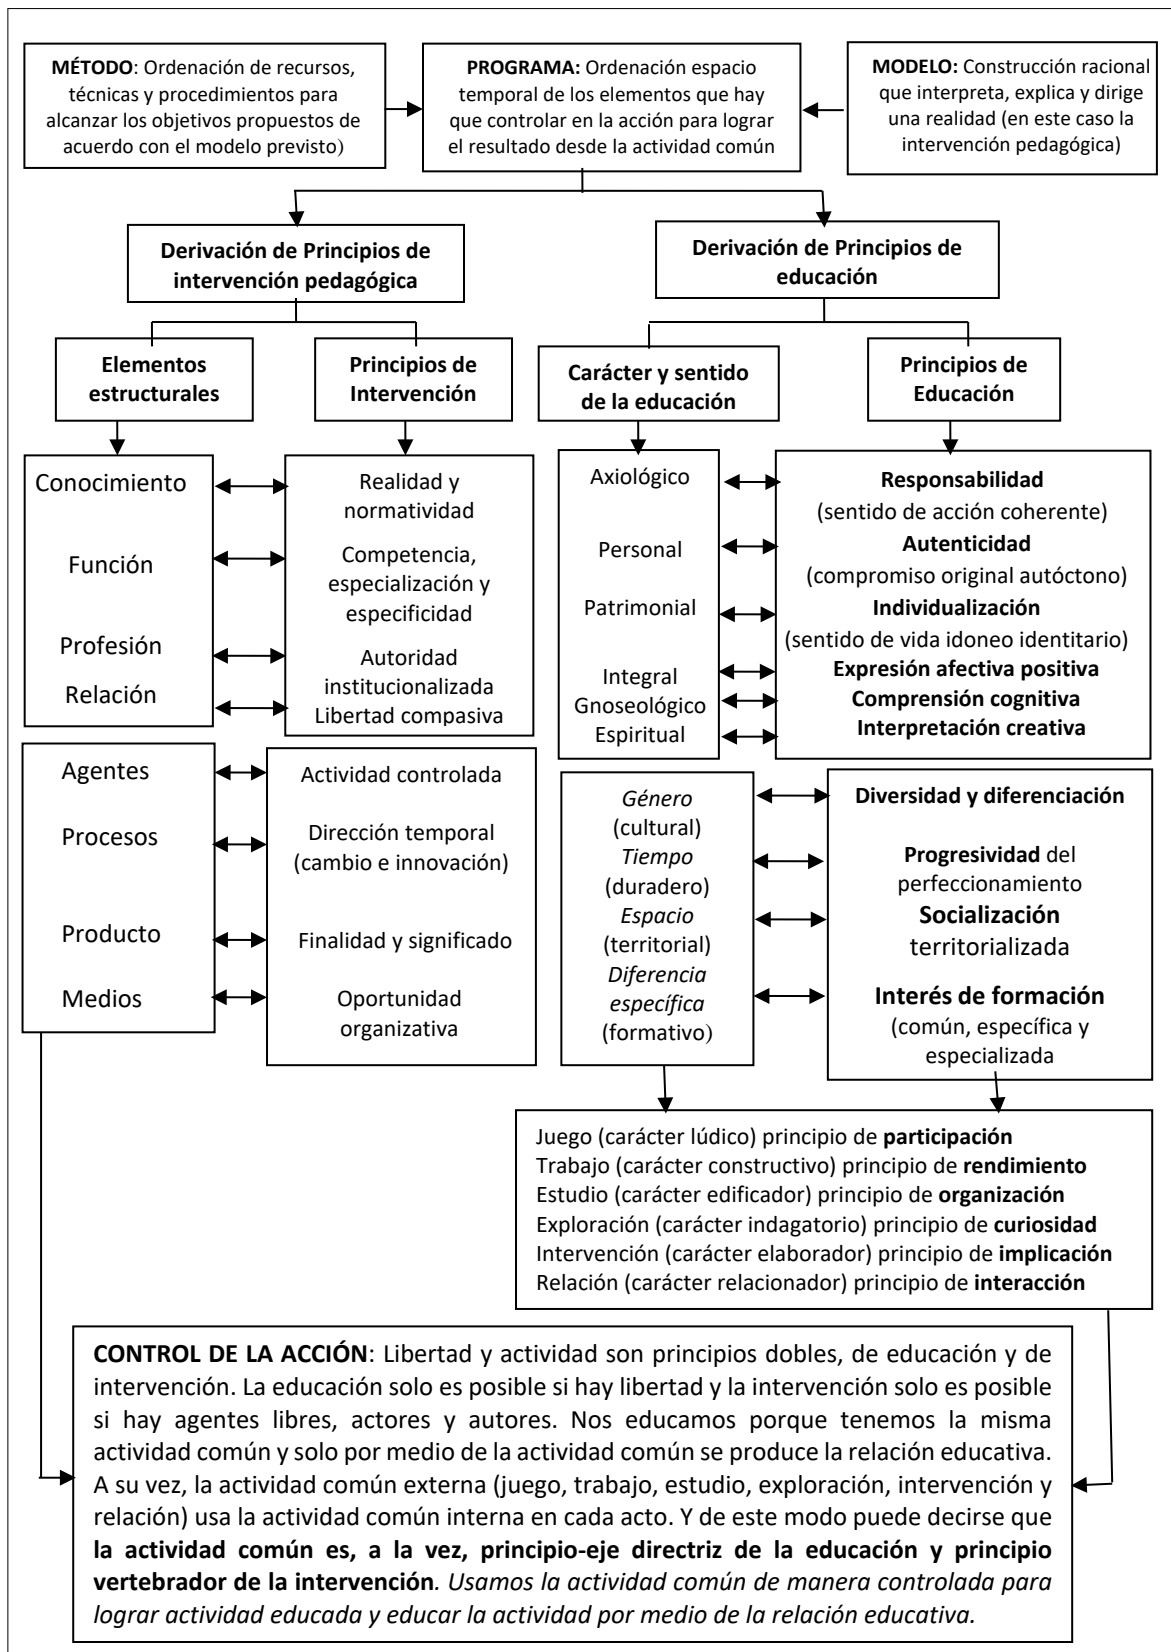 MÉTODO: Ordenación de recursos,
técnicas y procedimientos para
alcanzar los objetivos propuestos de
acuerdo con el modelo previsto)
PROGRAMA: Ordenación espacio
temporal de los elementos que hay
que controlar en la acción para lograr
el resultado desde la actividad común
MODELO: Construcción racional
que interpreta, explica y dirige
una realidad (en este caso la
intervención pedagógica)
Derivación de Principios de
intervención pedagógica
Derivación de Principios de
educación
Elementos
estructurales
Principios de
Intervención
Carácter y sentido
de la educación
Principios de
Educación
Conocimiento
Función
Profesión
Relación
Realidad y
normatividad
Competencia,
especialización y
especificidad
Autoridad
institucionalizada
Libertad compasiva
Axiológico
Personal
Patrimonial
Integral
Gnoseológico
Espiritual
Responsabilidad
(sentido de acción coherente)
Autenticidad
(compromiso original autóctono)
Individualización
(sentido de vida idoneo identitario)
Expresión afectiva positiva
Comprensión cognitiva
Interpretación creativa
Agentes
Procesos
Producto
Medios
Actividad controlada
Dirección temporal
(cambio e innovación)
Finalidad y significado
Oportunidad
organizativa
Género
(cultural)
Tiempo
(duradero)
Espacio
(territorial)
Diferencia
específica
(formativo)
Diversidad y diferenciación
Progresividad del
perfeccionamiento
Socialización
territorializada
Interés de formación
(común, específica y
especializada
Juego (carácter lúdico) principio de participación
Trabajo (carácter constructivo) principio de rendimiento
Estudio (carácter edificador) principio de organización
Exploración (carácter indagatorio) principio de curiosidad
Intervención (carácter elaborador) principio de implicación
Relación (carácter relacionador) principio de interacción
CONTROL DE LA ACCIÓN: Libertad y actividad son principios dobles, de educación y de
intervención. La educación solo es posible si hay libertad y la intervención solo es posible
si hay agentes libres, actores y autores. Nos educamos porque tenemos la misma
actividad común y solo por medio de la actividad común se produce la relación educativa.
A su vez, la actividad común externa (juego, trabajo, estudio, exploración, intervención y
relación) usa la actividad común interna en cada acto. Y de este modo puede decirse que
la actividad común es, a la vez, principio-eje directriz de la educación y principio
vertebrador de la intervención. Usamos la actividad común de manera controlada para
lograr actividad educada y educar la actividad por medio de la relación educativa.